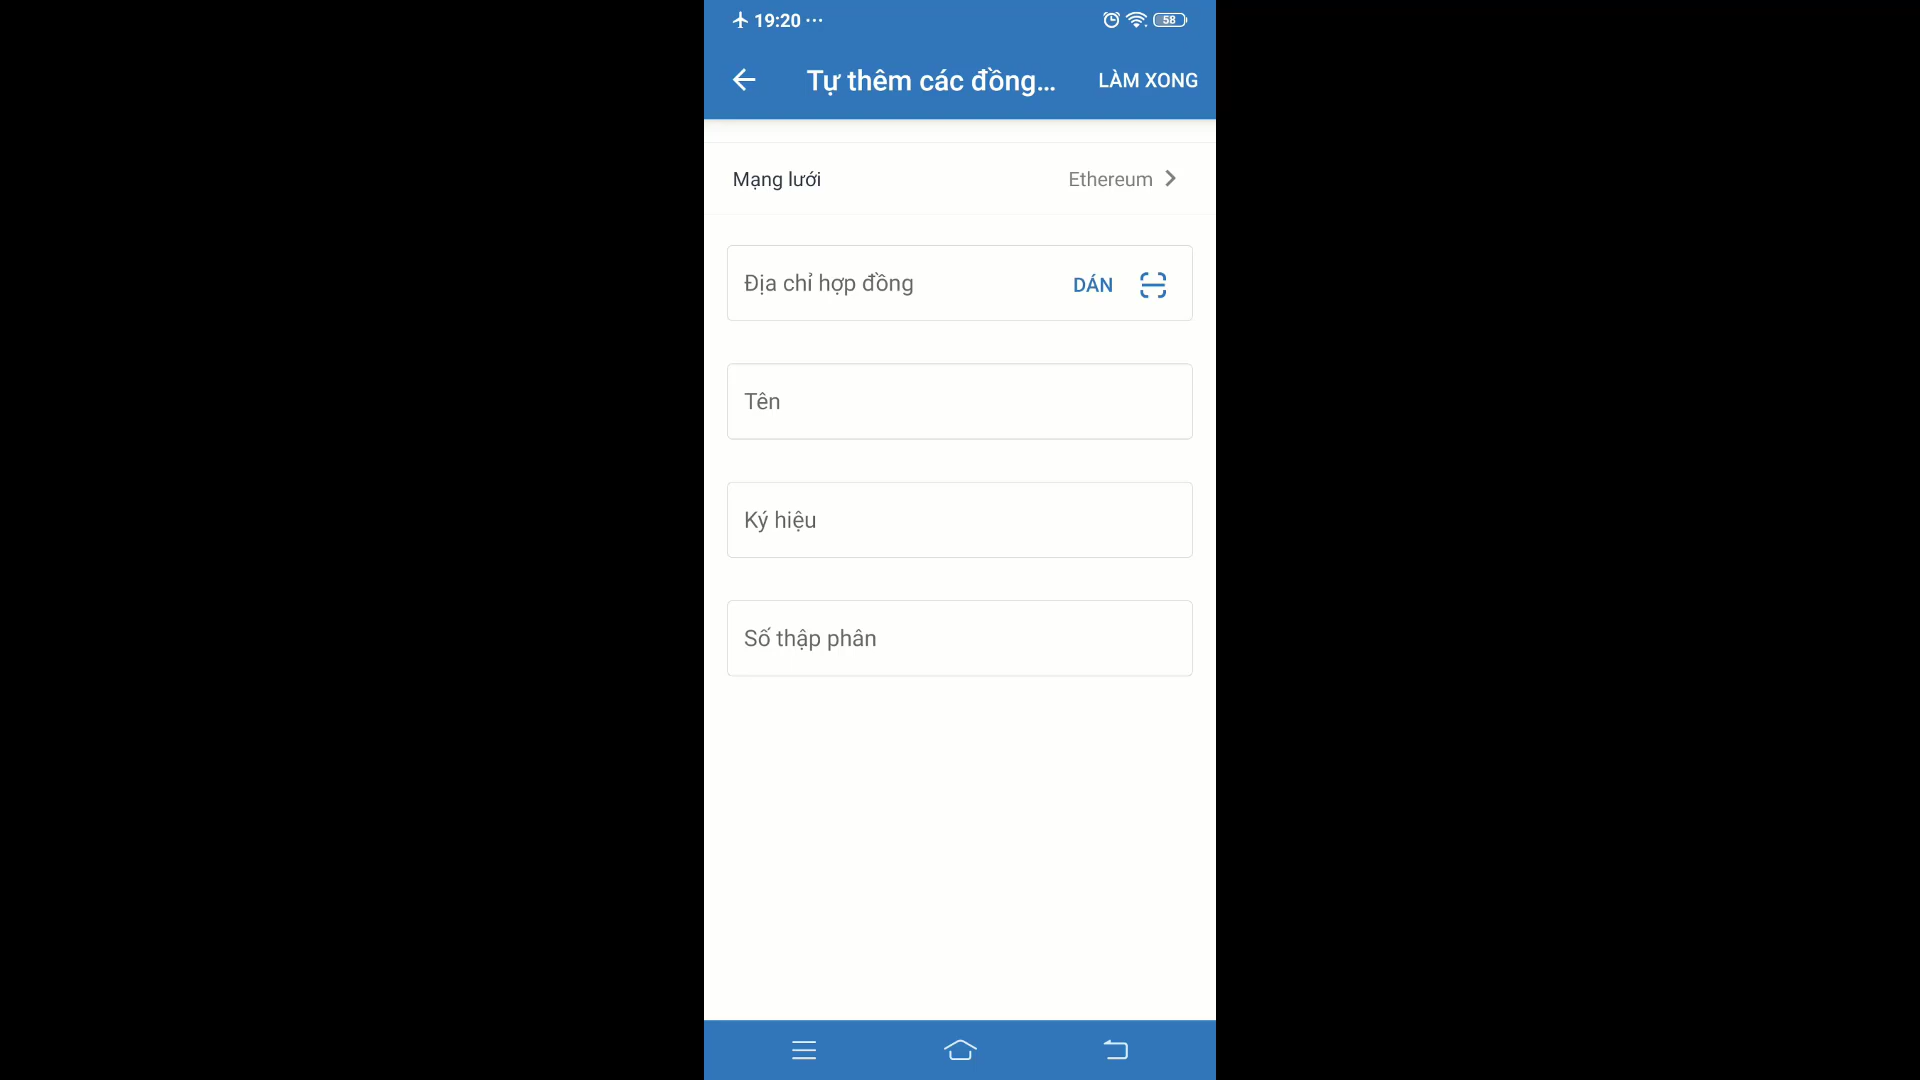 19:20 ...
58
Tự thêm các đồng...
LÀM XONG
Mạng lưới
Ethereum
Địa chỉ hợp đồng
DÁN
Tên
Ký hiệu
Số thập phân